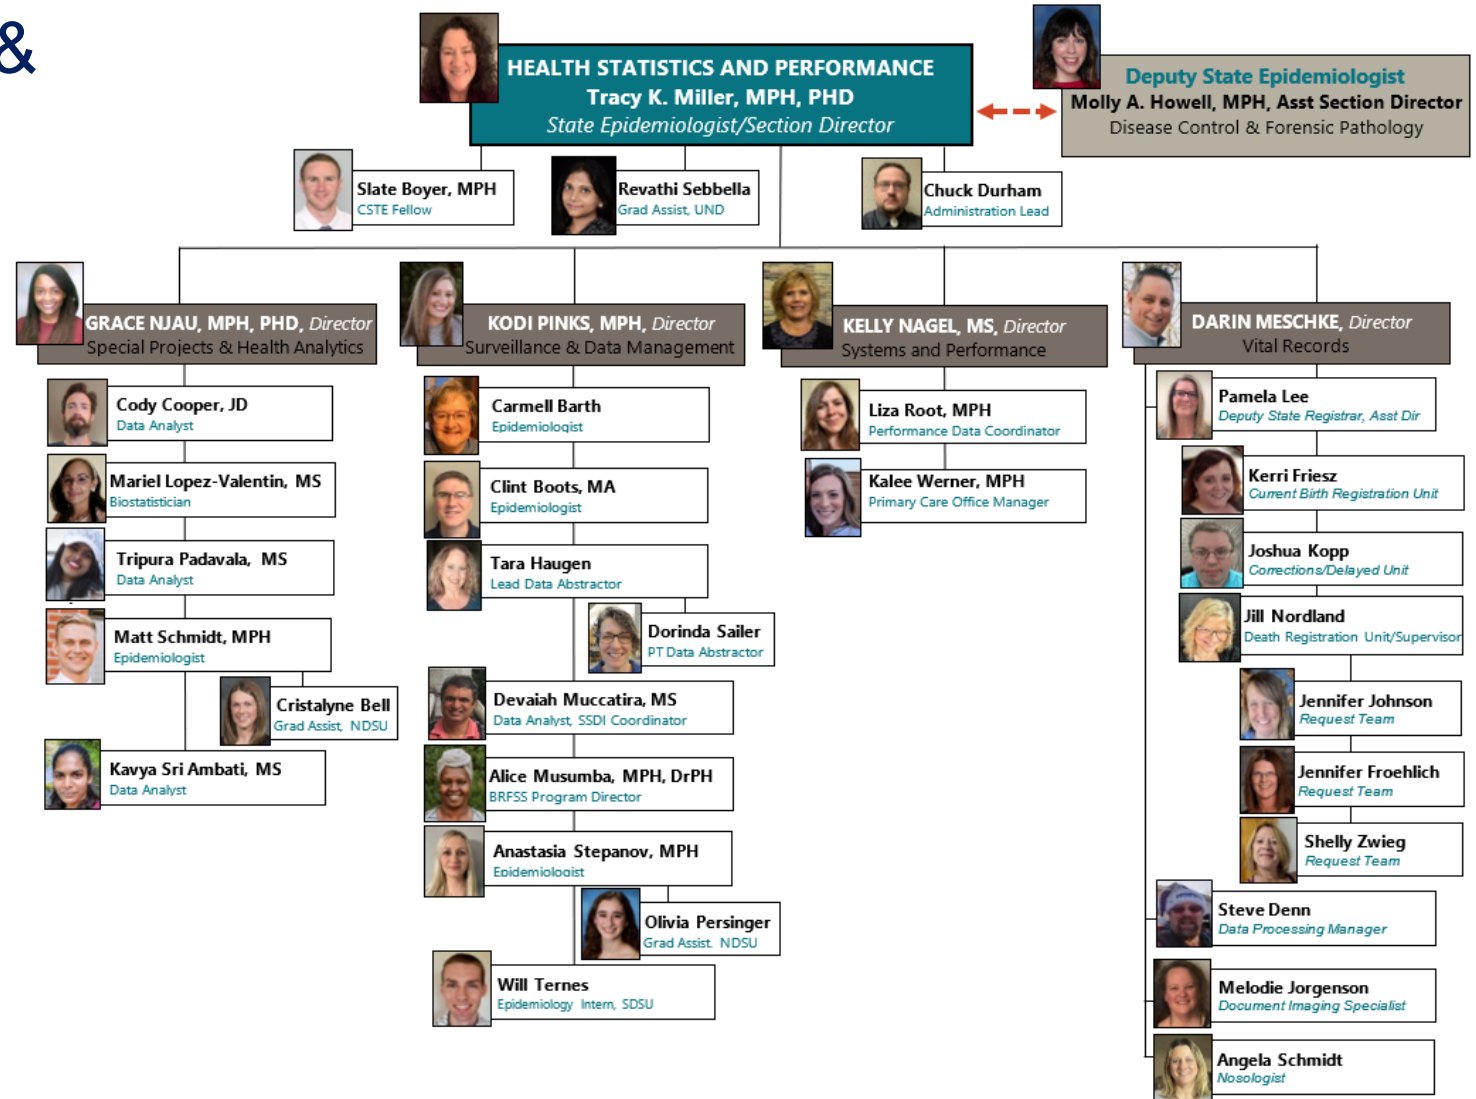 &
HEALTH STATISTICS AND PERFORMANCE
Tracy K. Miller, MPH, PHD
State Epidemiologist/Section Director
Deputy State Epidemiologist
Molly A. Howell, MPH, Asst Section Director
Disease Control & Forensic Pathology
Slate Boyer, MPH
CSTE Fellow
Revathi Sebbella
Grad Assist, UND
Chuck Durham
Administration Lead
GRACE NJAU, MPH, PHD, Director
Special Projects & Health Analytics
Cody Cooper, JD
Data Analyst
Mariel Lopez-Valentin, MS
Biostatistician
Tripura Padavala, MS
Data Analyst
Matt Schmidt, MPH
Epidemiologist
Cristalyne Bell
Grad Assist, NDSU
Kavya Sri Ambati, MS
Data Analyst
KODI PINKS, MPH, Director
Surveillance & Data Management
Carmell Barth
Epidemiologist
Clint Boots, MA
Epidemiologist
Tara Haugen
Lead Data Abstractor
Dorinda Sailer
PT Data Abstractor
Devaiah Muccatira, MS
Data Analyst, SSDI Coordinator
Alice Musumba, MPH, DrPH
BRFSS Program Director
Anastasia Stepanov, MPH
Epidemiologist
Olivia Persinger
Grad Assist. NDSU
Will Ternes
Epidemiology Intern, SDSU
KELLY NAGEL, MS, Director
Systems and Performance
Liza Root, MPH
Performance Data Coordinator
Kalee Werner, MPH
Primary Care Office Manager
DARIN MESCHKE, Director
Vital Records
Pamela Lee
Deputy State Registrar, Asst Dir
Kerri Friesz
Current Birth Registration Unit
Joshua Kopp
Corrections/Delayed Unit
Jill Nordland
Death Registration Unit/Supervisor
Jennifer Johnson
Request Team
Jennifer Froehlich
Request Team
Shelly Zwieg
Request Team
Steve Denn
Data Processing Manager
Melodie Jorgenson
Document Imaging Specialist
Angela Schmidt
Nosologist